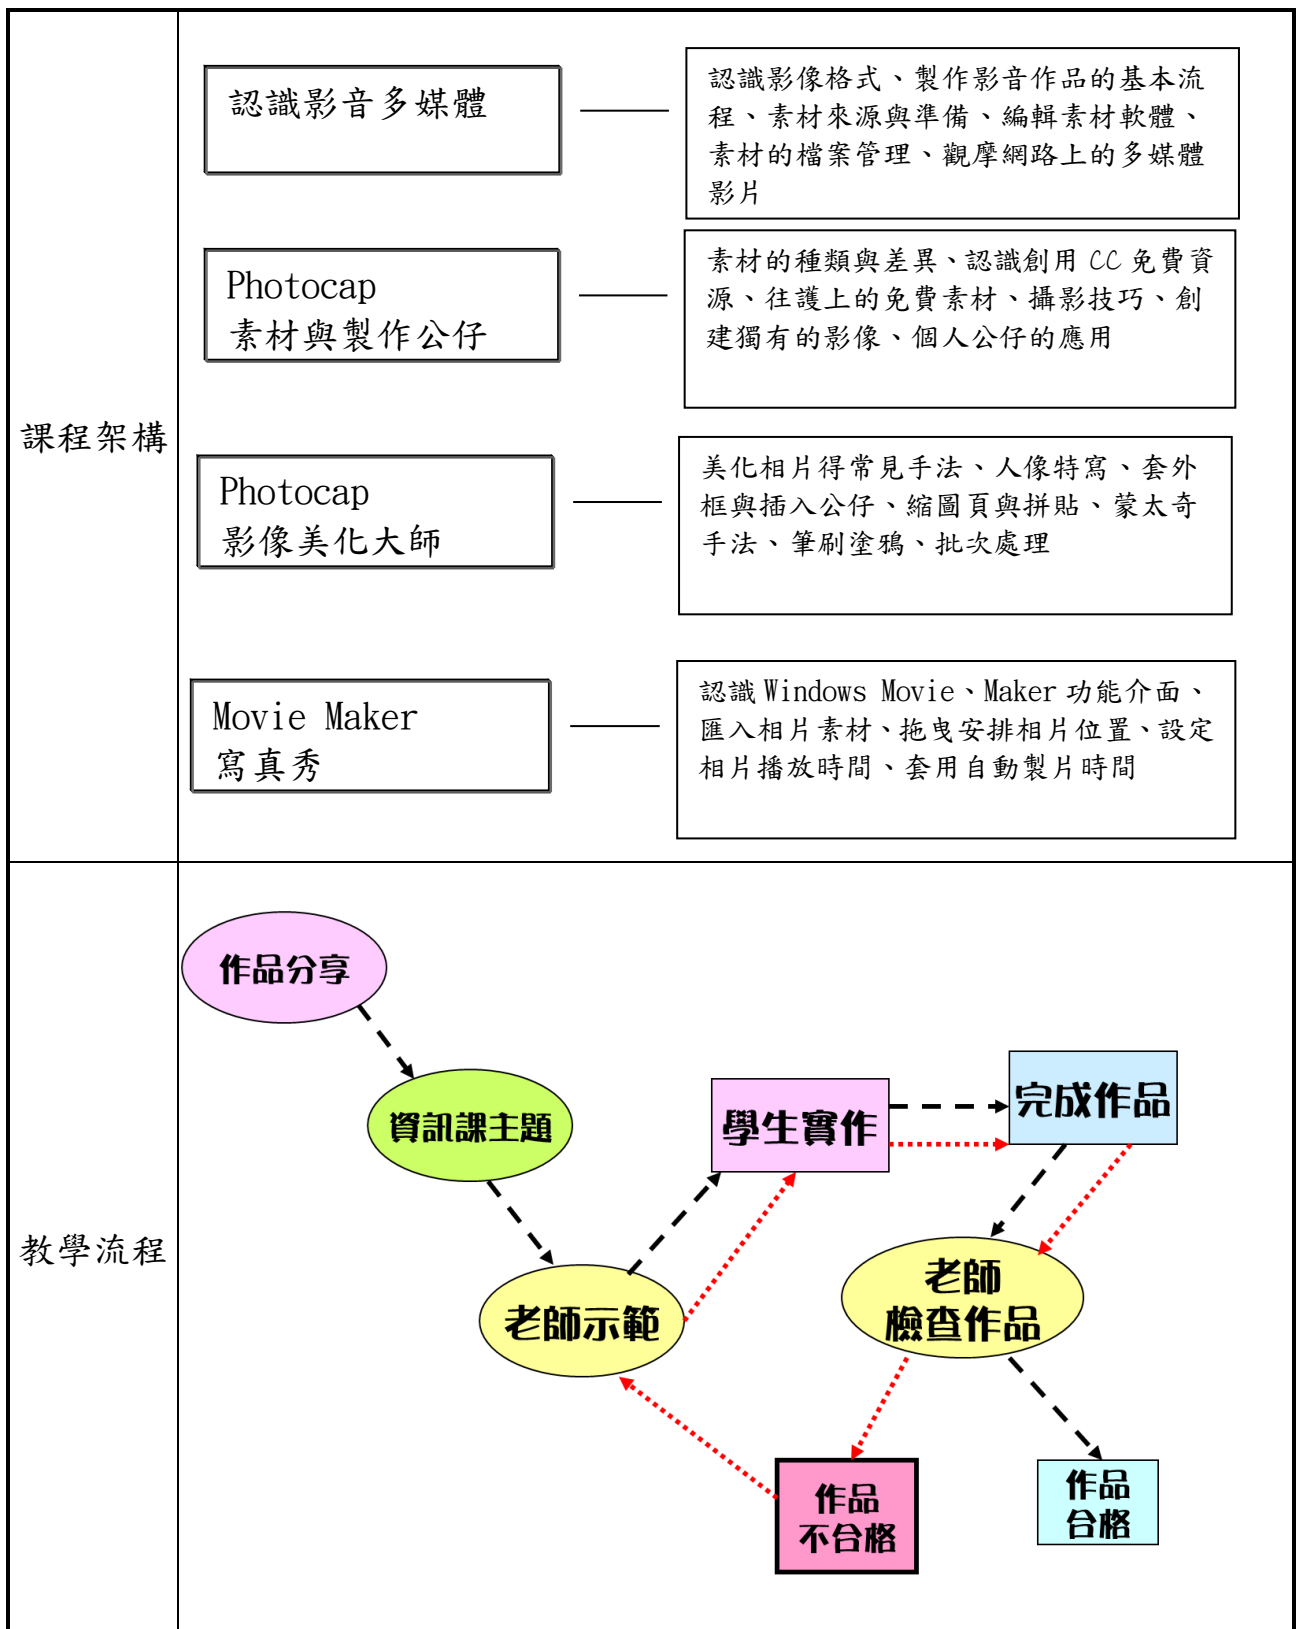 課程架構
認識影音多媒體
認識影像格式、製作影音作品的基本流
程、素材來源與準備、編輯素材軟體、
素材的檔案管理、觀摩網路上的多媒體
影片
Photocap
素材與製作公仔
素材的種類與差異、認識創用 CC 免費資
源、往護上的免費素材、攝影技巧、創
建獨有的影像、個人公仔的應用
Photocap
影像美化大師
美化相片得常見手法、人像特寫、套外
框與插入公仔、縮圖頁與拼貼、蒙太奇
手法、筆刷塗鴉、批次處理
Movie Maker
寫真秀
認識 Windows Movie、Maker 功能介面、
匯入相片素材、拖曳安排相片位置、設定
相片播放時間、套用自動製片時間
教學流程
作品分享
資訊課主題
老師示範
學生實作
完成作品
老師
檢查作品
作品
不合格
作品
合格